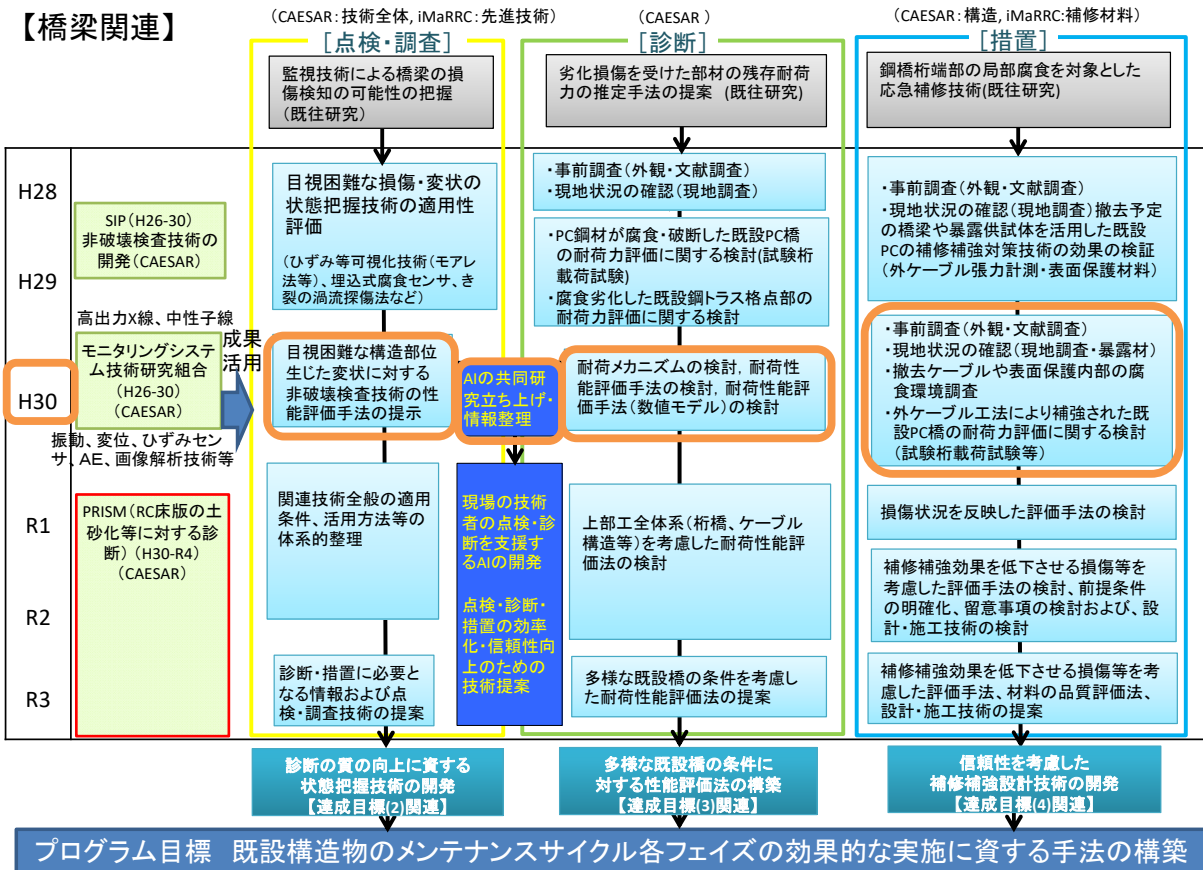 【橋梁関連】
(CAESAR:技術全体, iMaRRC:先進技術)
[点検・調査]
監視技術による橋梁の損
傷検知の可能性の把握
(既往研究)
(CAESAR )
[診断]
劣化損傷を受けた部材の残存耐荷
力の推定手法の提案 (既往研究)
(CAESAR:構造, iMaRRC:補修材料)
[措置]
鋼橋桁端部の局部腐食を対象とした
応急補修技術(既往研究)
H28
H29
H30
R1
R2
R3
SIP(H26-30)
非破壊検査技術の
開発(CAESAR)
高出力X線、中性子線
モニタリングシステ
ム技術研究組合
(H26-30)
(CAESAR)
成果
活用
振動、変位、ひずみセン
サ、AE、画像解析技術等
PRISM(RC床版の土
砂化等に対する診
断)(H30-R4)
(CAESAR)
目視困難な損傷・変状の
状態把握技術の適用性
評価
(ひずみ等可視化技術(モアレ
法等)、埋込式腐食センサ、き
裂の渦流探傷法など)
目視困難な構造部位
生じた変状に対する
非破壊検査技術の性
能評価手法の提示
関連技術全般の適用
条件、活用方法等の
体系的整理
診断・措置に必要と
なる情報および点
検・調査技術の提案
AIの共同研
究立ち上げ・
情報整理
現場の技術
者の点検・診
断を支援す
るAIの開発
点検・診断・
措置の効率
化・信頼性向
上のための
技術提案
・事前調査(外観・文献調査)
・現地状況の確認(現地調査)
・PC鋼材が腐食・破断した既設PC橋
の耐荷力評価に関する検討(試験桁
載荷試験)
・腐食劣化した既設鋼トラス格点部の
耐荷力評価に関する検討
耐荷メカニズムの検討, 耐荷性
能評価手法の検討, 耐荷性能評
価手法(数値モデル)の検討
上部工全体系(桁橋、ケーブル
構造等)を考慮した耐荷性能評
価法の検討
多様な既設橋の条件を考慮し
た耐荷性能評価法の提案
・事前調査(外観・文献調査)
・現地状況の確認(現地調査)撤去予定
の橋梁や暴露供試体を活用した既設
PCの補修補強対策技術の効果の検証
(外ケーブル張力計測・表面保護材料)
・事前調査(外観・文献調査)
・現地状況の確認(現地調査・暴露材)
・撤去ケーブルや表面保護内部の腐
食環境調査
・外ケーブル工法により補強された既
設PC橋の耐荷力評価に関する検討
(試験桁載荷試験等)
損傷状況を反映した評価手法の検討
補修補強効果を低下させる損傷等を
考慮した評価手法の検討、前提条件
の明確化、留意事項の検討および、設
計・施工技術の検討
補修補強効果を低下させる損傷等を考
慮した評価手法、材料の品質評価法、
設計・施工技術の提案
診断の質の向上に資する
状態把握技術の開発
【達成目標(2)関連】
多様な既設橋の条件に
対する性能評価法の構築
【達成目標(3)関連】
信頼性を考慮した
補修補強設計技術の開発
【達成目標(4)関連】
プログラム目標 既設構造物のメンテナンスサイクル各フェイズの効果的な実施に資する手法の構築